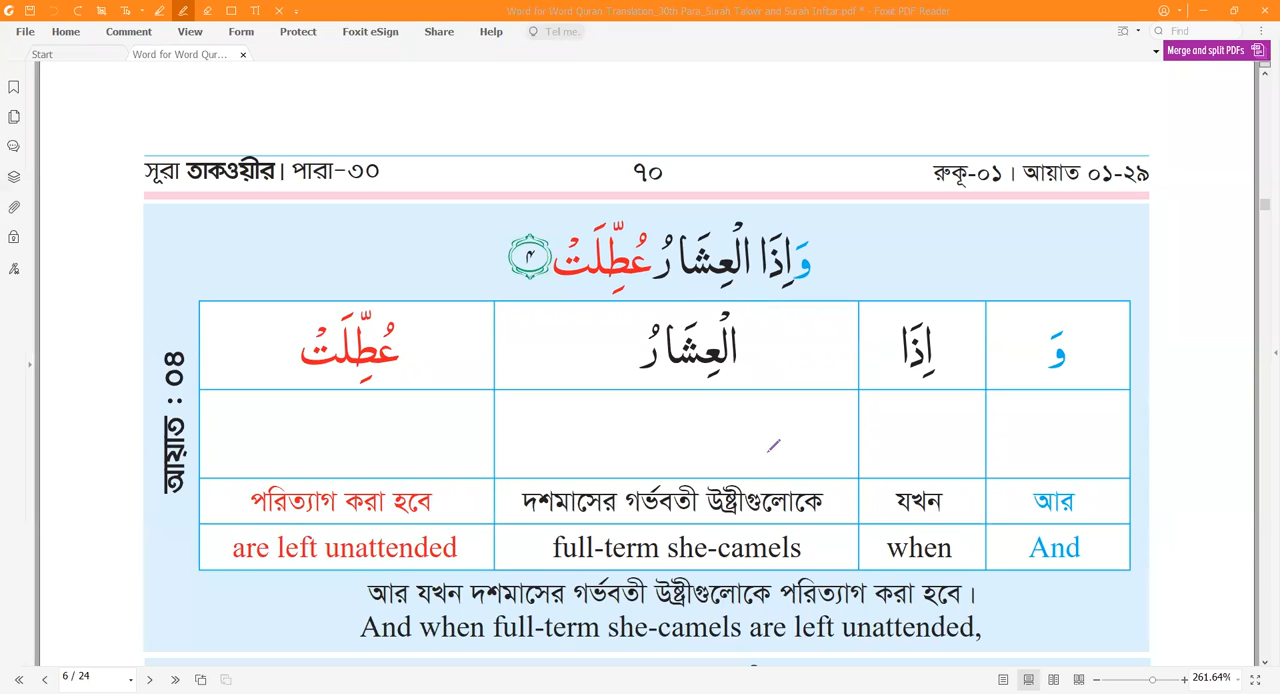 Word for Word Quran Translaton_30th Para_Surah Takwr and Surah Inftar.pdf * - Foxit PDF Reader
File Home Comment View Form Protect Foxit eSign Share Help Tell me. Find
Start Word for Word Qur... × Merge and split PDFs
সূরা তাকওয়ীর। পারা-৩০ ৭০ রুকূ-০১। আয়াত ০১-২৯
وَاِذَا الْعِشَارُ عُطِّلَتْ ۴
وَ اِذَا الْعِشَارُ عُطِّلَتْ
আয়াত : ০৪
পরিত্যাগ করা হবে দশমাসের গর্ভবতী উষ্ট্রীগুলোকে যখন আর
are left unattended full-term she-camels when And
আর যখন দশমাসের গর্ভবতী উষ্ট্রীগুলোকে পরিত্যাগ করা হবে।
And when full-term she-camels are left unattended,
6 / 24 261.64%